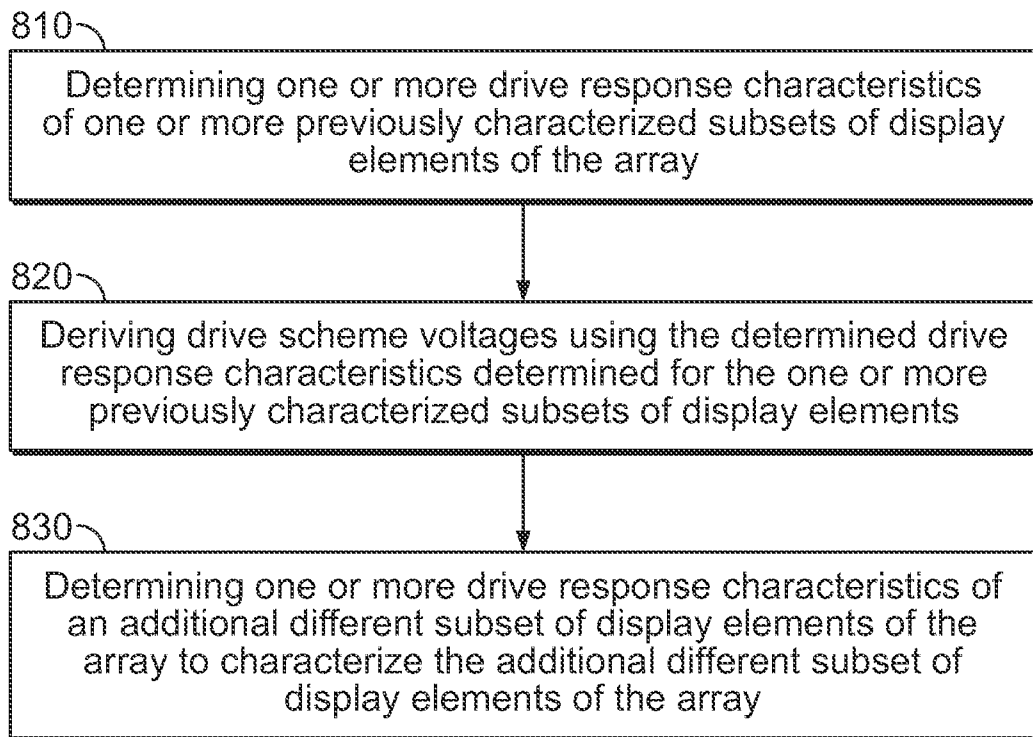 810
Determining one or more drive response characteristics
of one or more previously characterized subsets of display
elements of the array
820
Deriving drive scheme voltages using the determined drive
response characteristics determined for the one or more
previously characterized subsets of display elements
830
Determining one or more drive response characteristics of
an additional different subset of display elements of the
array to characterize the additional different subset of
display elements of the array